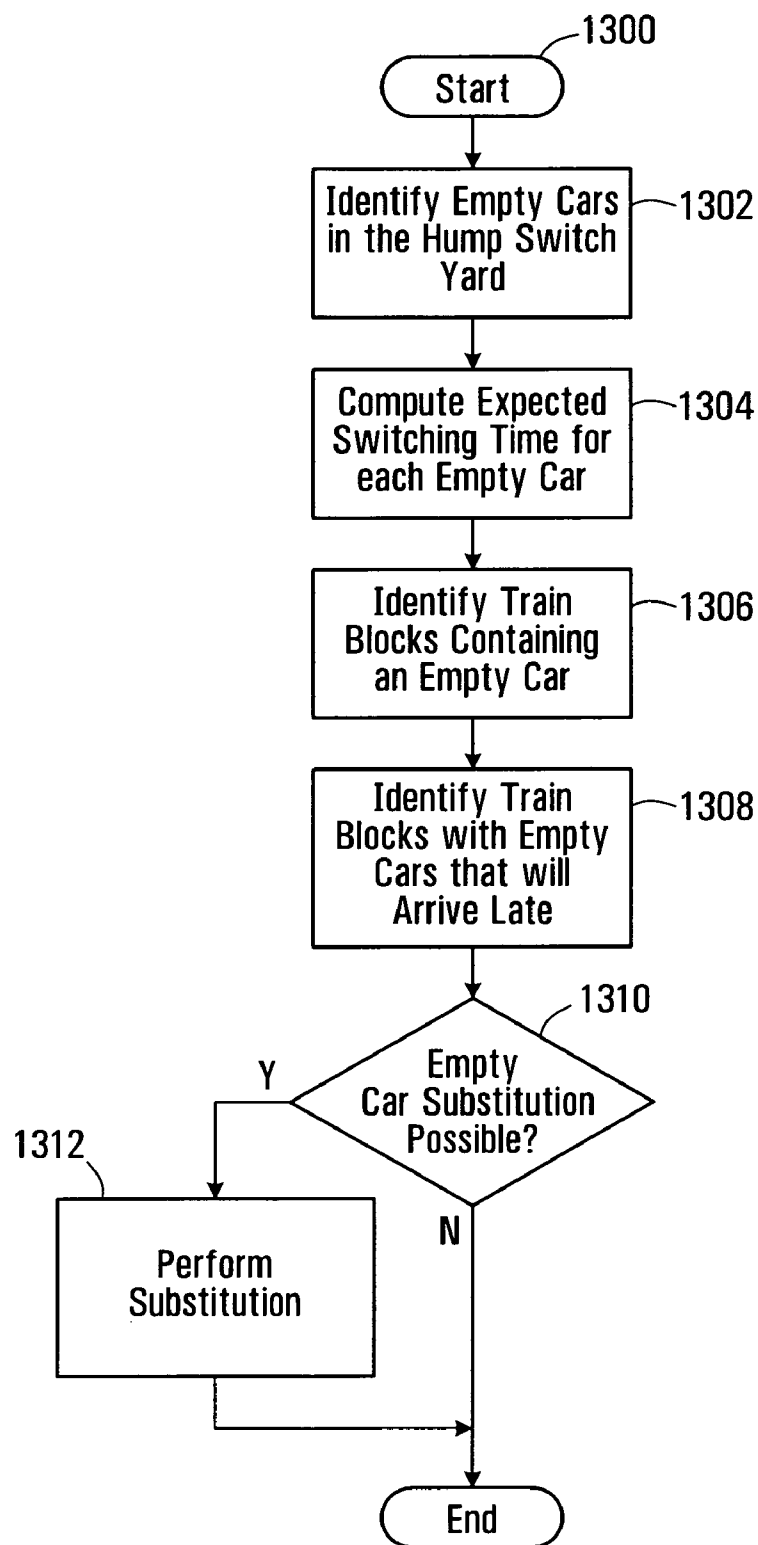 1300
Start
Identify Empty Cars
in the Hump Switch
Yard
1302
Compute Expected
Switching Time for
each Empty Car
1304
Identify Train
Blocks Containing
an Empty Car
1306
Identify Train
Blocks with Empty
Cars that will
Arrive Late
1308
1310
Empty
Car Substitution
Possible?
Y
N
1312
Perform
Substitution
End